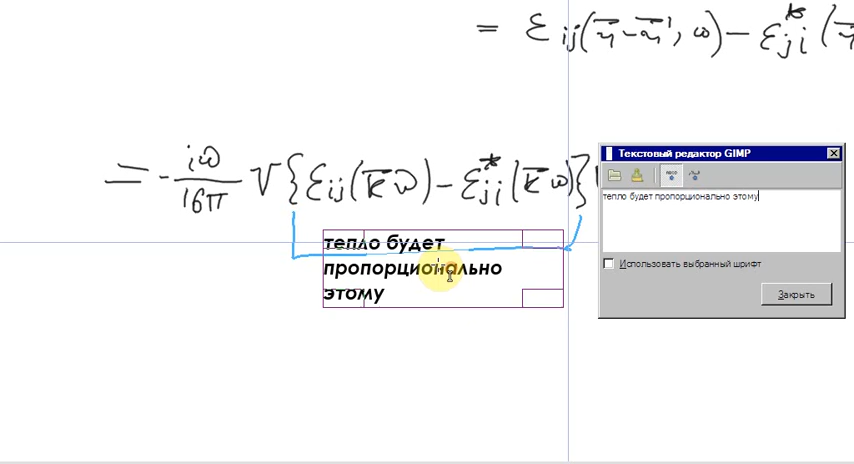 = ε_ij(r̄-r̄', ω) - ε*_ji(r̄
= - iω/16π V{ε_ij(k̄ω) - ε*_ji(k̄ω)}
Текстовый редактор GIMP
тепло будет пропорционально этому
Использовать выбранный шрифт
Закрыть
тепло будет
пропорционально
этому